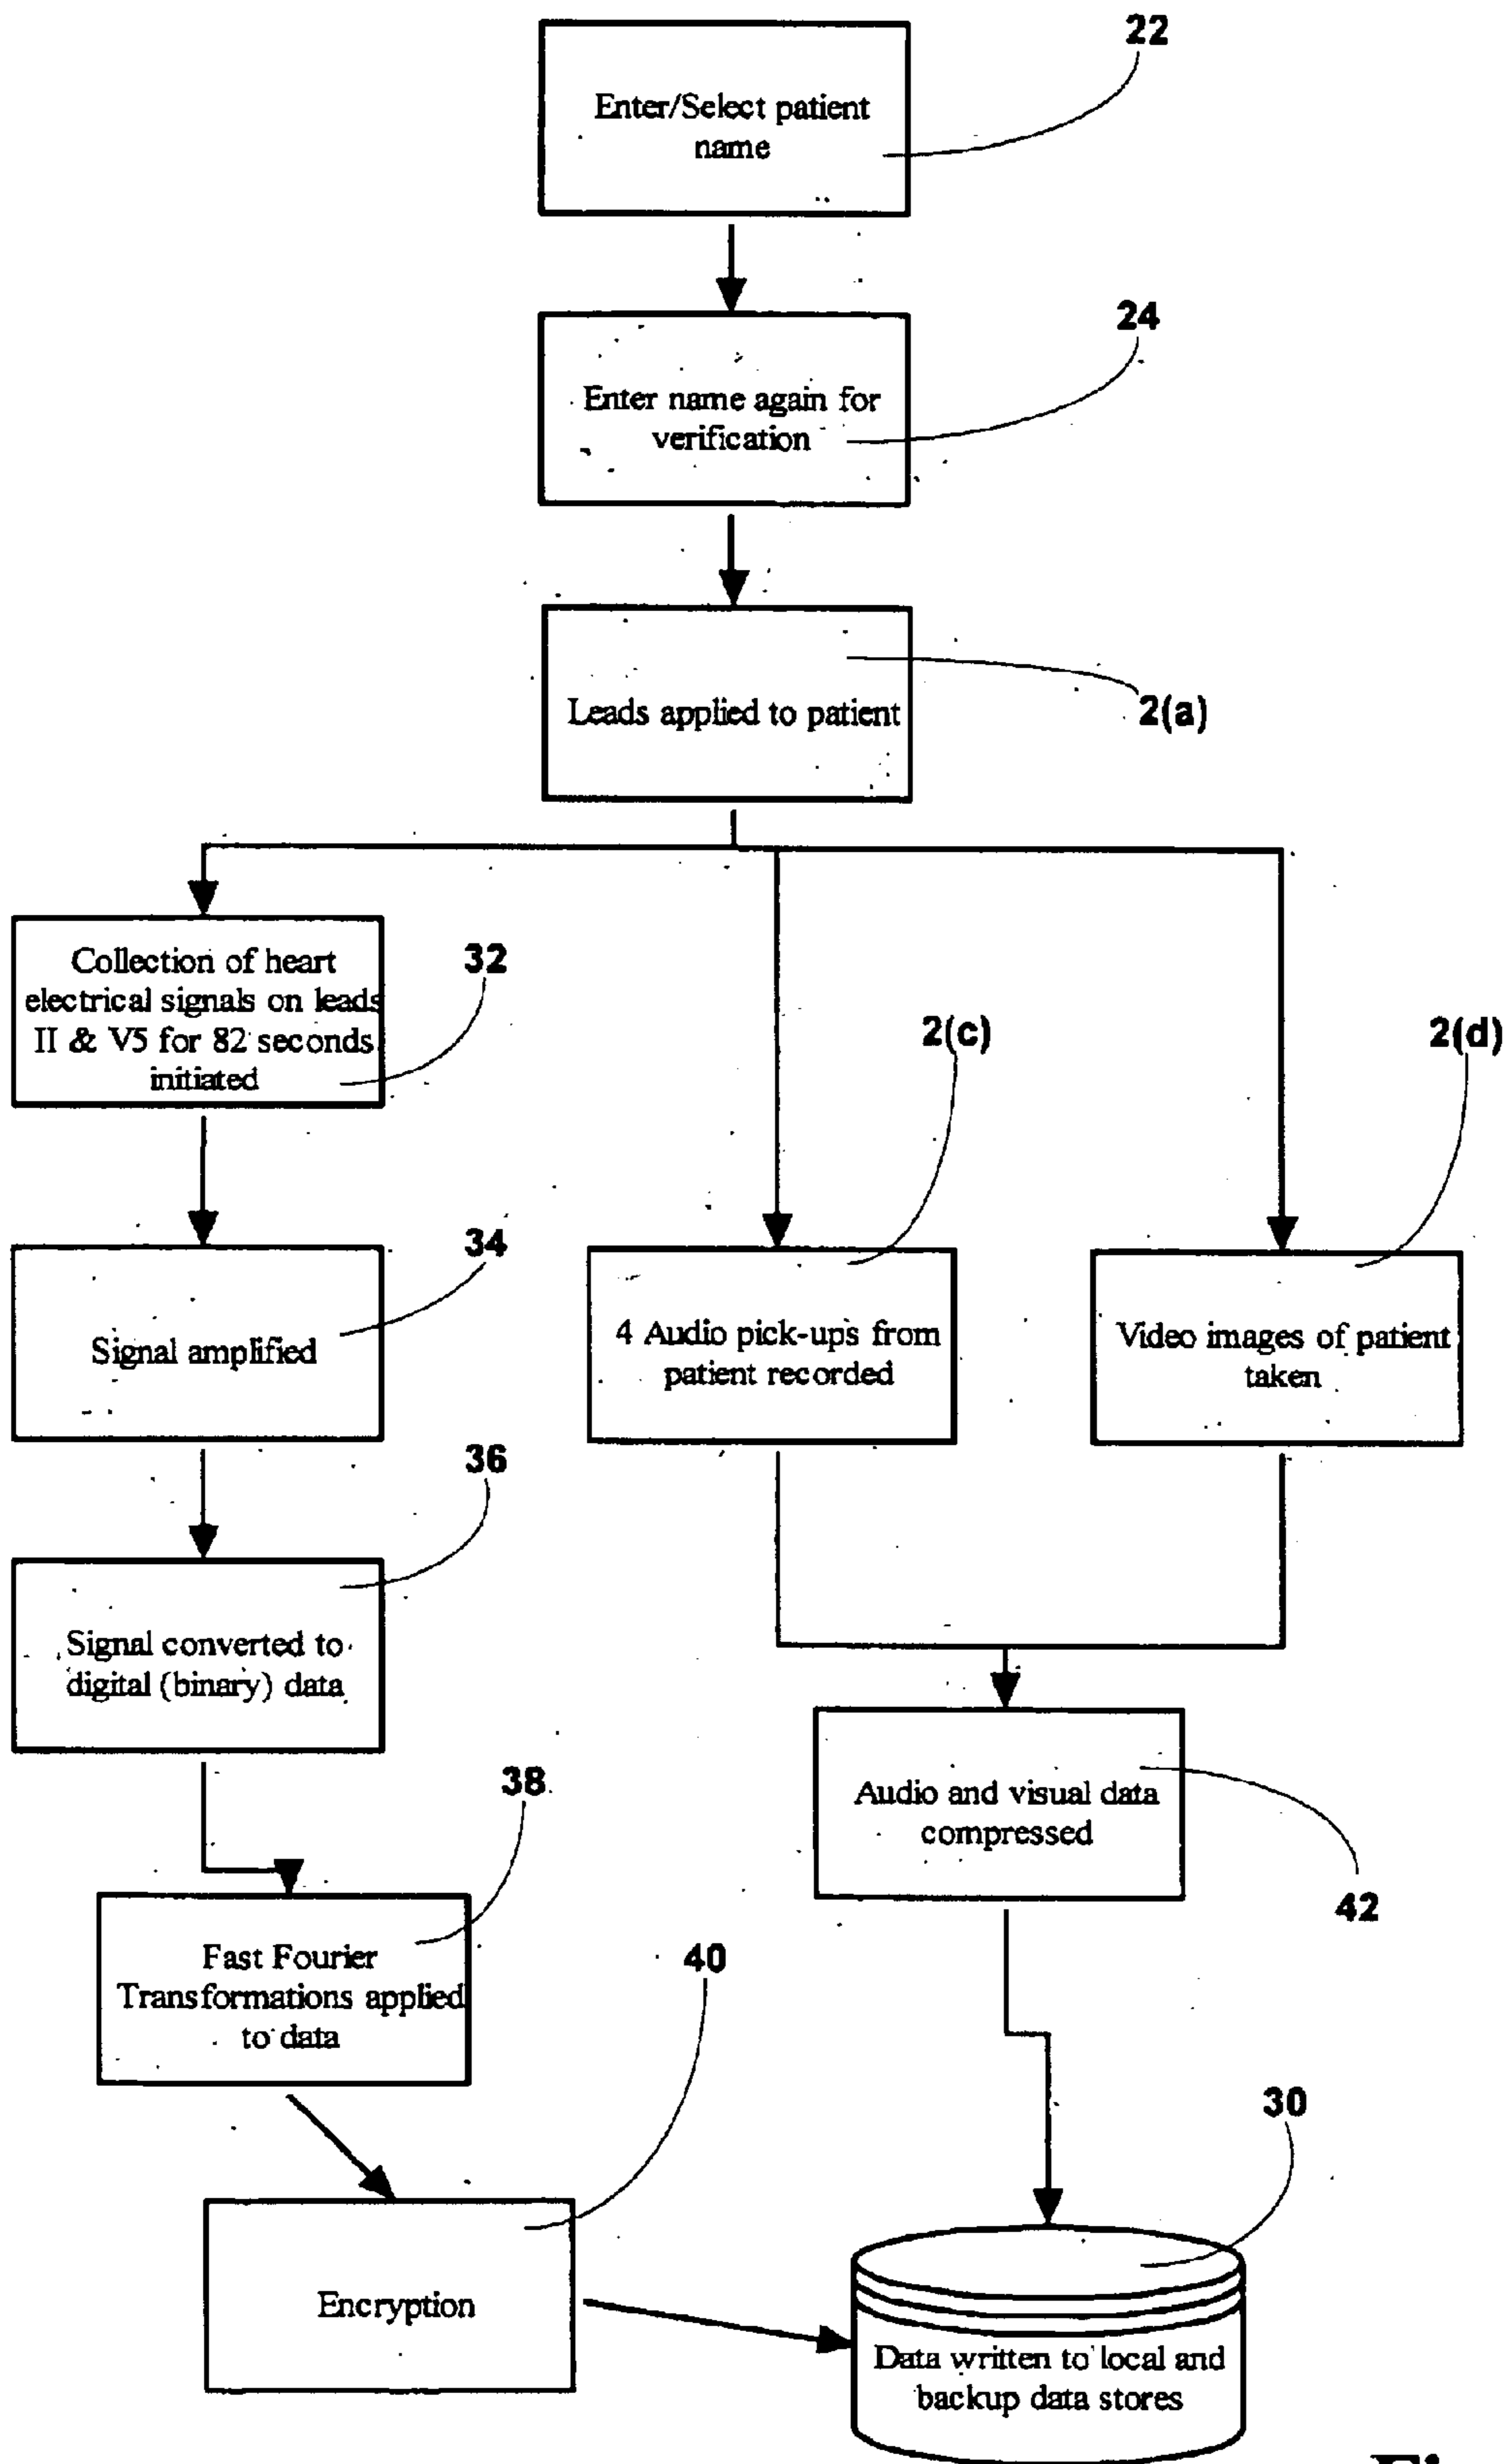 22
Enter/Select patient
name
24
Enter name again for
verification
Leads applied to patient
2(a)
Collection of heart
electrical signals on leads
II & V5 for 82 seconds
initiated
32
2(c)
2(d)
34
Signal amplified
4 Audio pick-ups from
patient recorded
Video images of patient
taken
36
Signal converted to
digital (binary) data
38
Audio and visual data
compressed
42
Fast Fourier
Transformations applied
to data
40
30
Encryption
Data written to local and
backup data stores